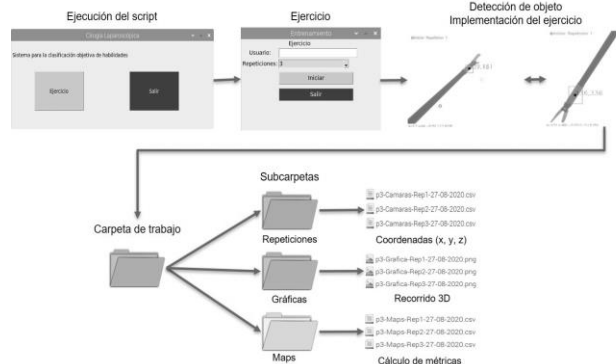 Ejecución del script
Ejercicio
Detección de objeto
Implementación del ejercicio
Cirugía Laparoscópica
Sistema para la clasificación objetiva de habilidades
Ejercicio
Salir
Entrenamiento
Ejercicio
Usuario:
Repeticiones: 3
Iniciar
Salir
Subcarpetas
Carpeta de trabajo
Repeticiones
p3-Camaras-Rep1-27-08-2020.csv
p3-Camaras-Rep2-27-08-2020.csv
p3-Camaras-Rep3-27-08-2020.csv
Coordenadas (x, y, z)
Gráficas
p3-Grafica-Rep1-27-08-2020.png
p3-Grafica-Rep2-27-08-2020.png
p3-Grafica-Rep3-27-08-2020.png
Recorrido 3D
Maps
p3-Maps-Rep1-27-08-2020.csv
p3-Maps-Rep2-27-08-2020.csv
p3-Maps-Rep3-27-08-2020.csv
Cálculo de métricas